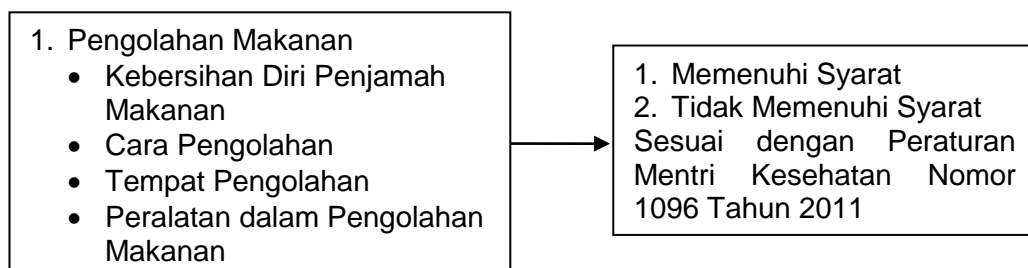 1. Pengolahan Makanan
• Kebersihan Diri Penjamah
Makanan
• Cara Pengolahan
• Tempat Pengolahan
• Peralatan dalam Pengolahan
Makanan
1. Memenuhi Syarat
2. Tidak Memenuhi Syarat
Sesuai dengan Peraturan
Mentri Kesehatan Nomor
1096 Tahun 2011